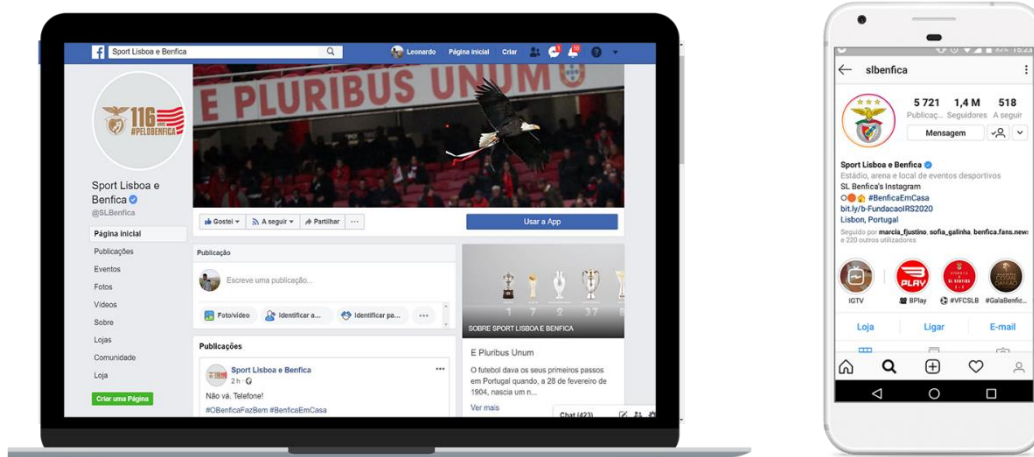 Sport Lisboa e Benfica
Leonardo
Página inicial
Criar
E PLURIBUS UNUM
116
#PELOBENFICA
Sport Lisboa e
Benfica
@SLBenfica
Página inicial
Publicações
Eventos
Fotos
Vídeos
Sobre
Lojas
Comunidade
Loja
Criar uma Página
Gostei
A seguir
Partilhar
Usar a App
Publicação
Escreve uma publicação...
Foto/vídeo
Identificar a...
Identificar pa...
Publicações
Sport Lisboa e Benfica
2 h
Não vá. Telefone!
#OBenficaFazBem #BenficaEmCasa
1 7 2 37
SOBRE SPORT LISBOA E BENFICA
E Pluribus Unum
O futebol dava os seus primeiros passos
em Portugal quando, a 28 de fevereiro de
1904, nascia um n...
Ver mais
Chat (423)
15:23
slbenfica
5 721 1,4 M 518
Publicaç... Seguidores A seguir
Mensagem
Sport Lisboa e Benfica
Estádio, arena e local de eventos desportivos
SL Benfica's Instagram
#BenficaEmCasa
bit.ly/b-FundacaoIRS2020
Lisbon, Portugal
Seguido por marcia_fjustino, sofia_galinha, benfica.fans.news
e 220 outros utilizadores
PLAY
IGTV
BPlay
#VFCSLB
#GalaBenfic...
Loja
Ligar
E-mail